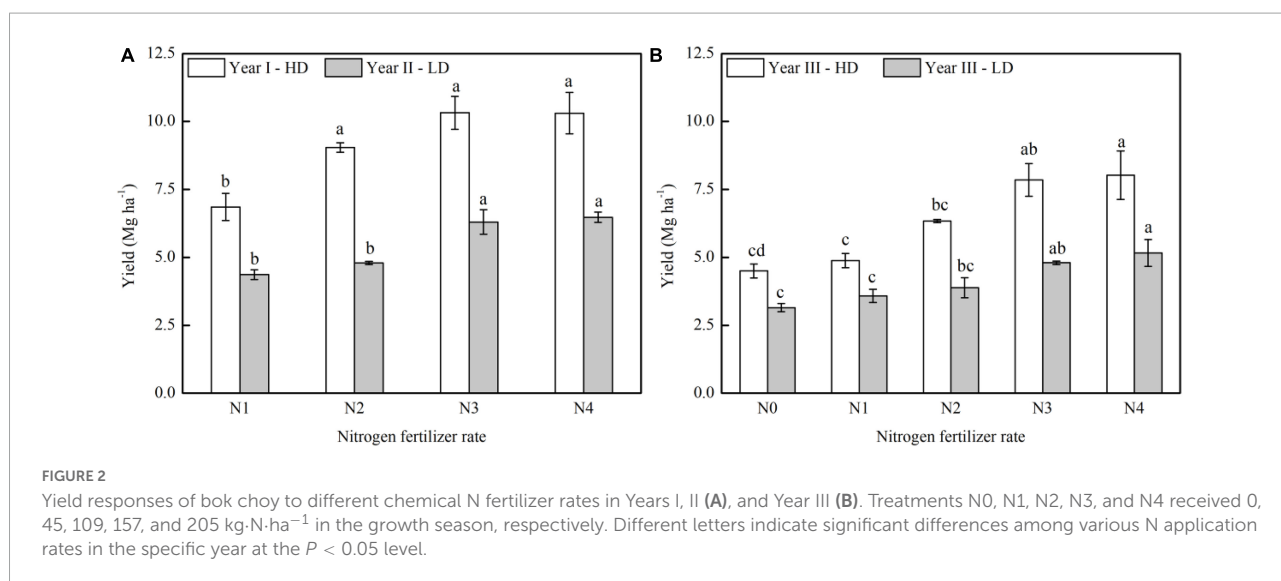 A
12.5
10.0
7.5
5.0
2.5
0.0
Yield (Mg ha⁻¹)
Year I - HD
Year II - LD
b
b
a
b
a
a
a
a
N1
N2
N3
N4
Nitrogen fertilizer rate
B
12.5
10.0
7.5
5.0
2.5
0.0
Yield (Mg ha⁻¹)
Year III - HD
Year III - LD
cd
c
c
c
bc
bc
ab
ab
a
a
N0
N1
N2
N3
N4
Nitrogen fertilizer rate
FIGURE 2
Yield responses of bok choy to different chemical N fertilizer rates in Years I, II (A), and Year III (B). Treatments N0, N1, N2, N3, and N4 received 0,
45, 109, 157, and 205 kg·N·ha⁻¹ in the growth season, respectively. Different letters indicate significant differences among various N application
rates in the specific year at the P < 0.05 level.